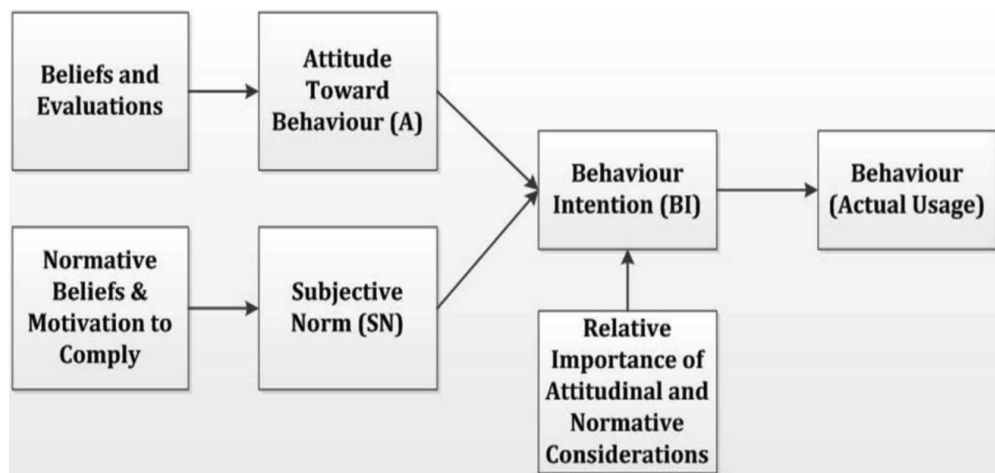 Beliefs and
Evaluations
Attitude
Toward
Behaviour (A)
Normative
Beliefs &
Motivation to
Comply
Subjective
Norm (SN)
Behaviour
Intention (BI)
Behaviour
(Actual Usage)
Relative
Importance of
Attitudinal and
Normative
Considerations